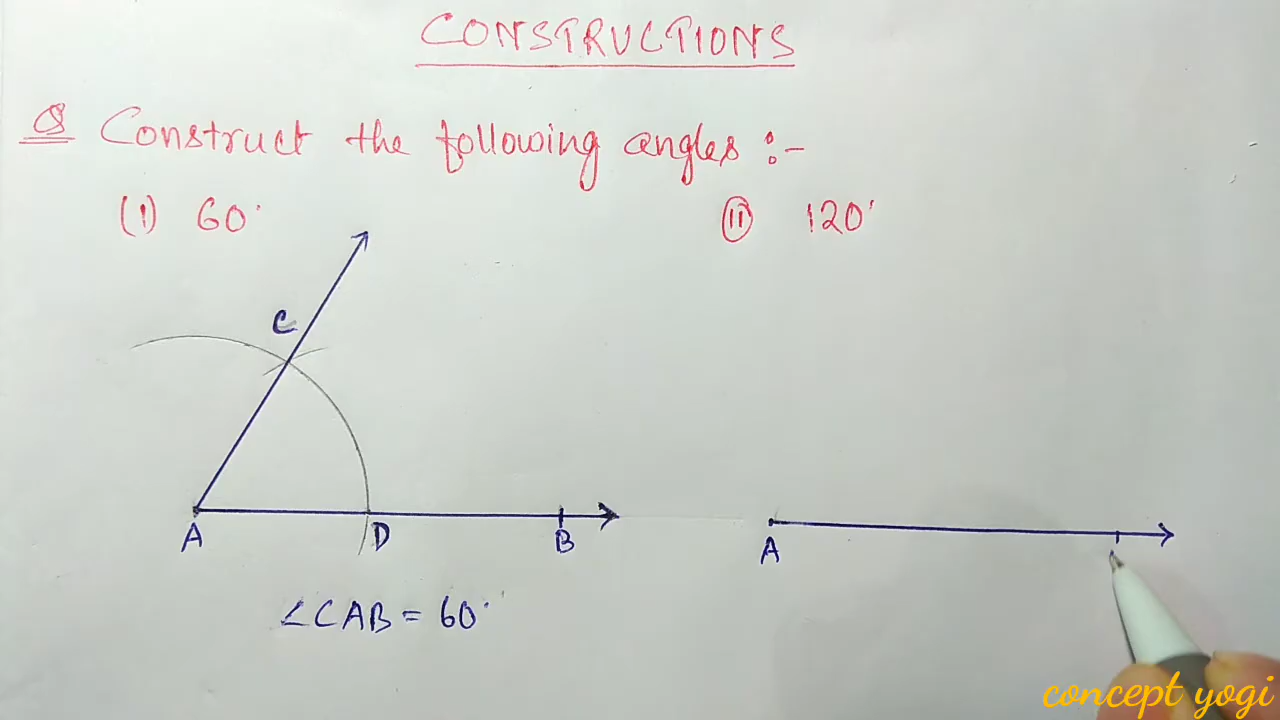 CONSTRUCTIONS
Q Construct the following angles :-
(i) 60° (ii) 120°
C
A D B
A
∠CAB = 60°
concept yogi